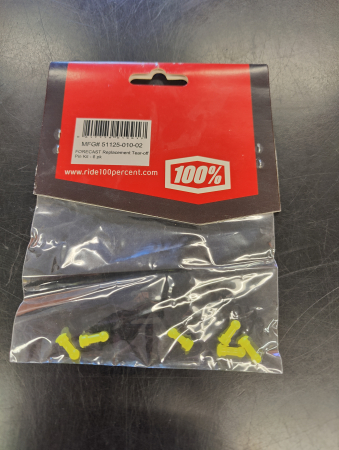 MFG# 51125-010-02
FORECAST Replacement Tear-off
Pin Kit - 6 pk
www.ride100percent.com
100%